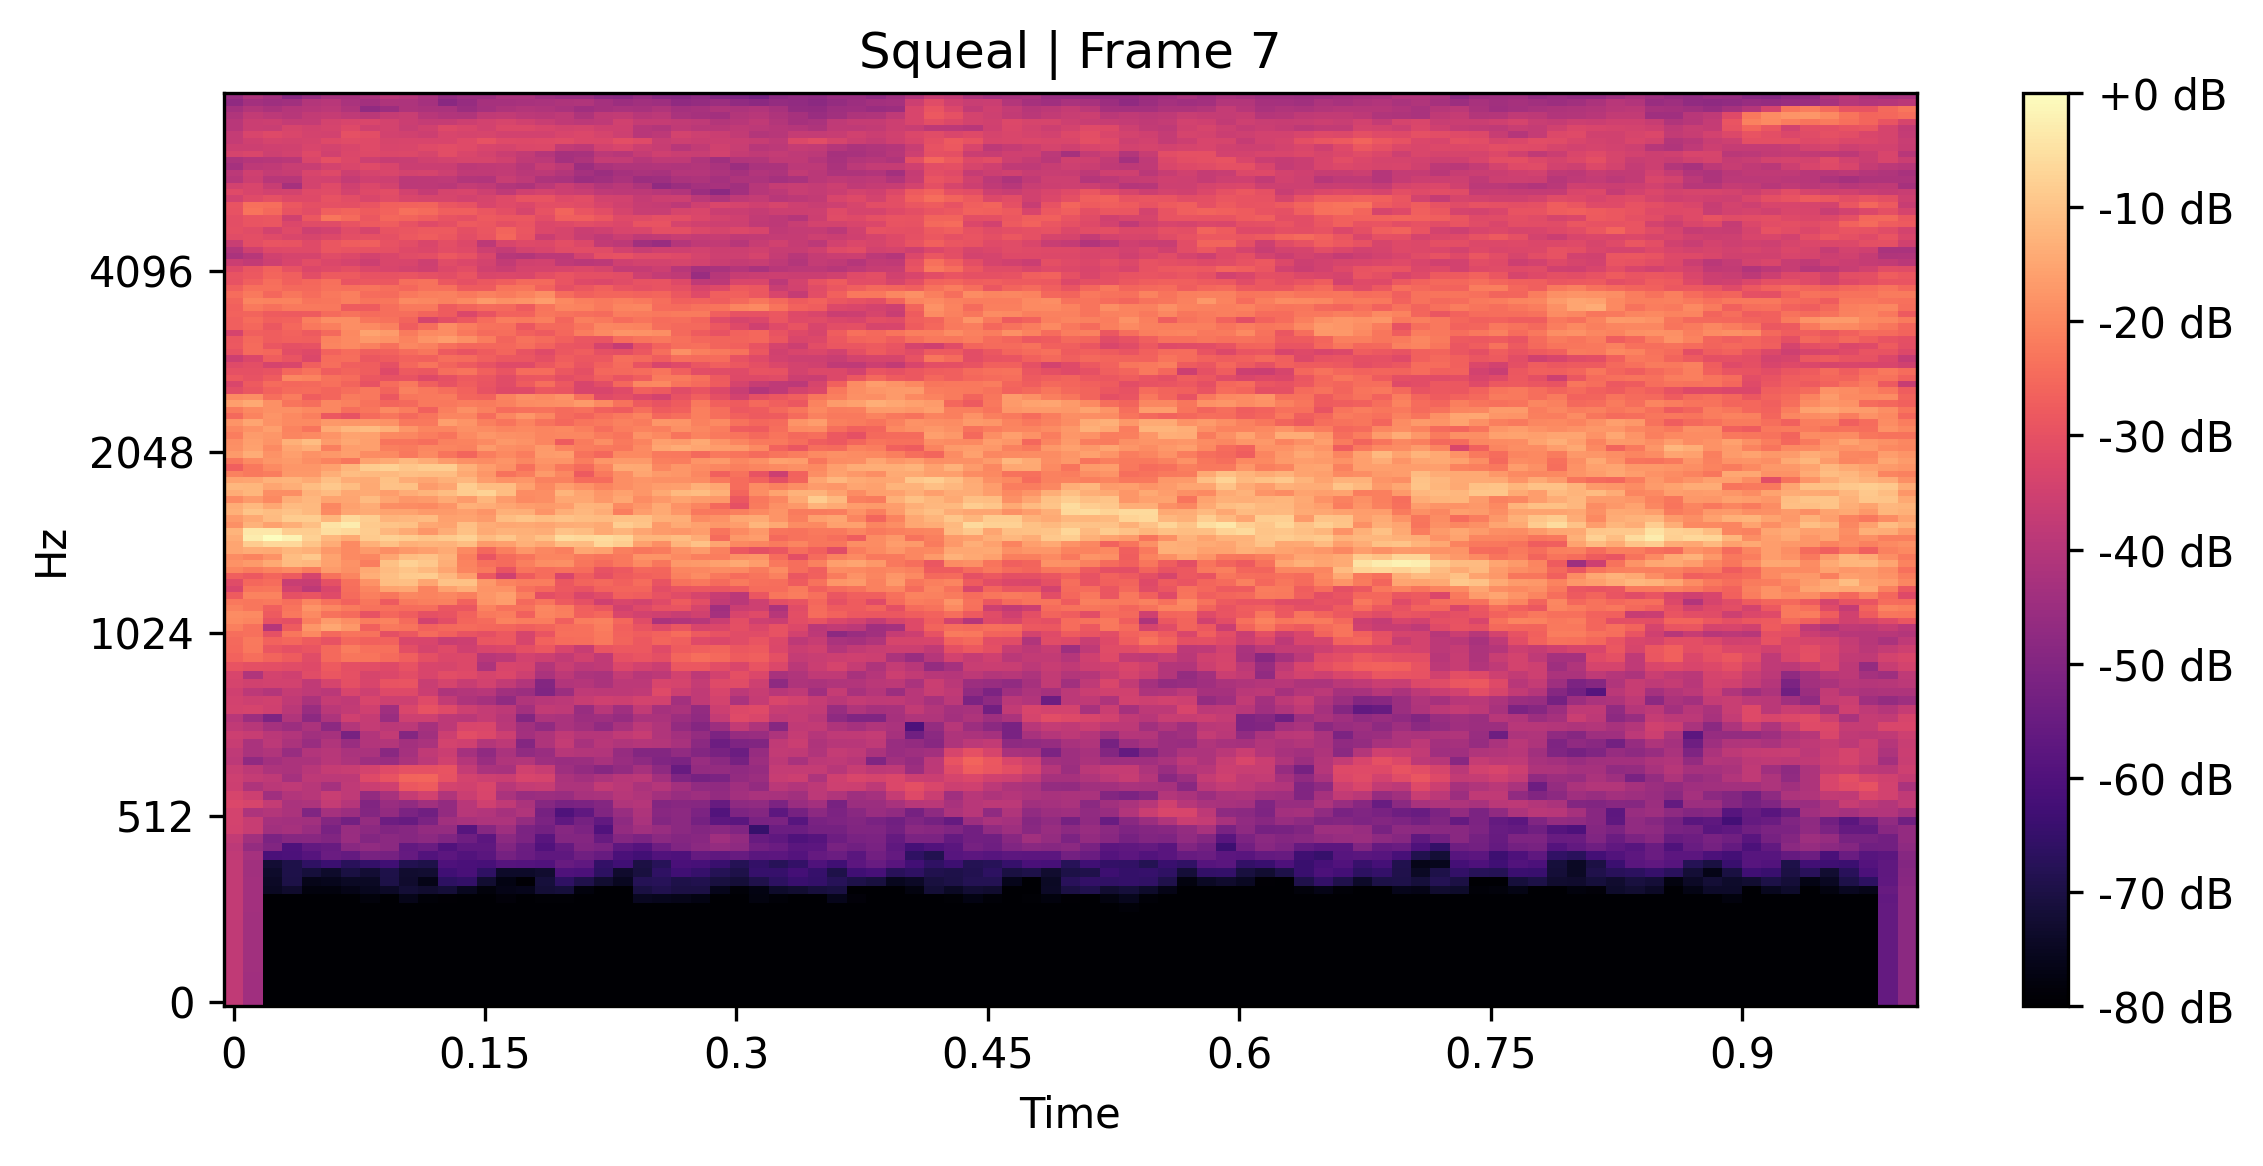 Squeal | Frame 7
+0 dB
-10 dB
-20 dB
-30 dB
-40 dB
-50 dB
-60 dB
-70 dB
-80 dB
Hz
4096
2048
1024
512
0
0 0.15 0.3 0.45 0.6 0.75 0.9
Time